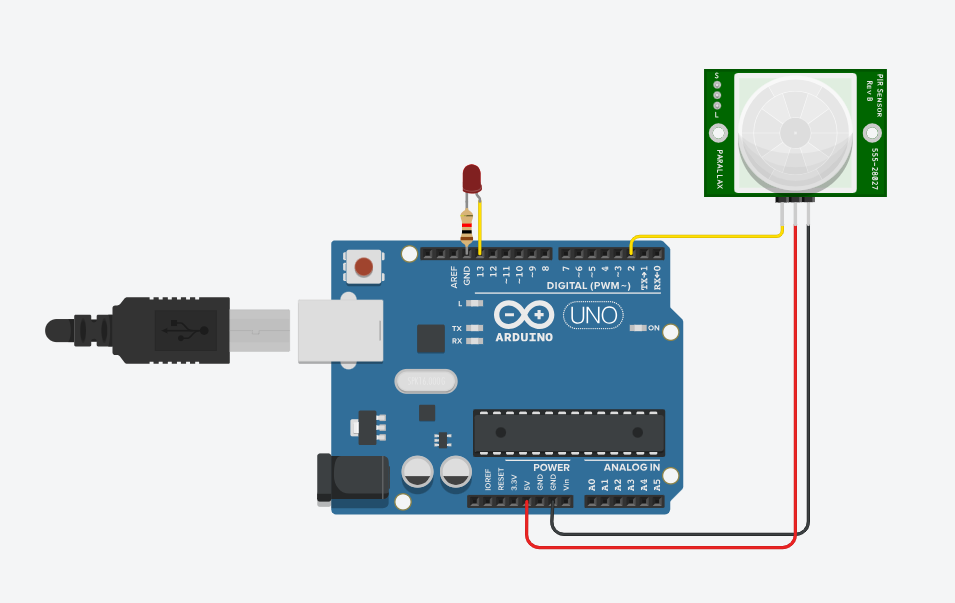 S
L
PARALLAX
PIR SENSOR
REV B
555-28027
AREF
GND
13
12
~11
~10
~9
8
7
~6
~5
4
~3
2
TX→1
RX←0
DIGITAL (PWM~)
L
TX
RX
ARDUINO
UNO
ON
POWER
ANALOG IN
IOREF
RESET
3.3V
5V
GND
GND
Vin
A0
A1
A2
A3
A4
A5